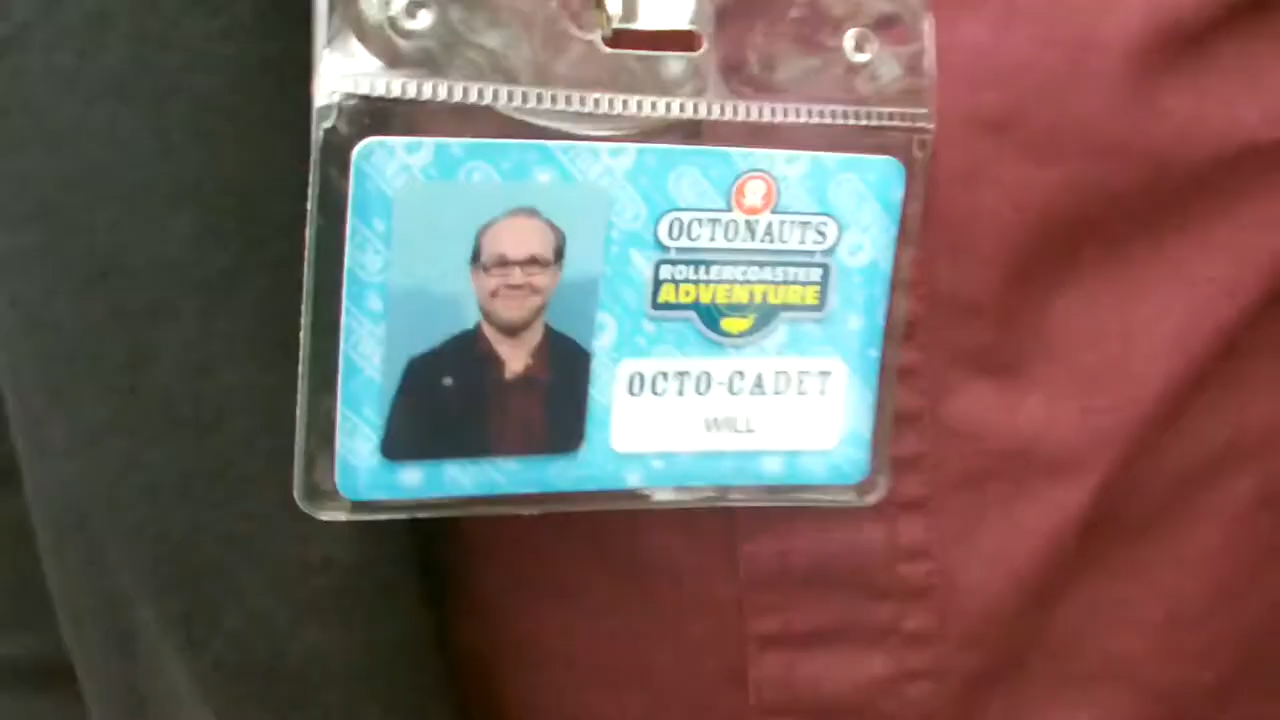 OCTONAUTS
ROLLERCOASTER
ADVENTURE
OCTO-CADET
WILL